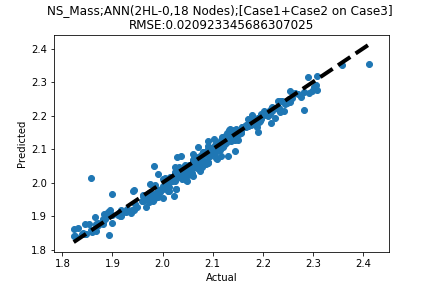 NS_Mass;ANN(2HL-0,18 Nodes);[Case1+Case2 on Case3]
RMSE:0.020923345686307025
2.4
2.3
2.2
2.1
2.0
1.9
1.8
Predicted
1.8 1.9 2.0 2.1 2.2 2.3 2.4
Actual